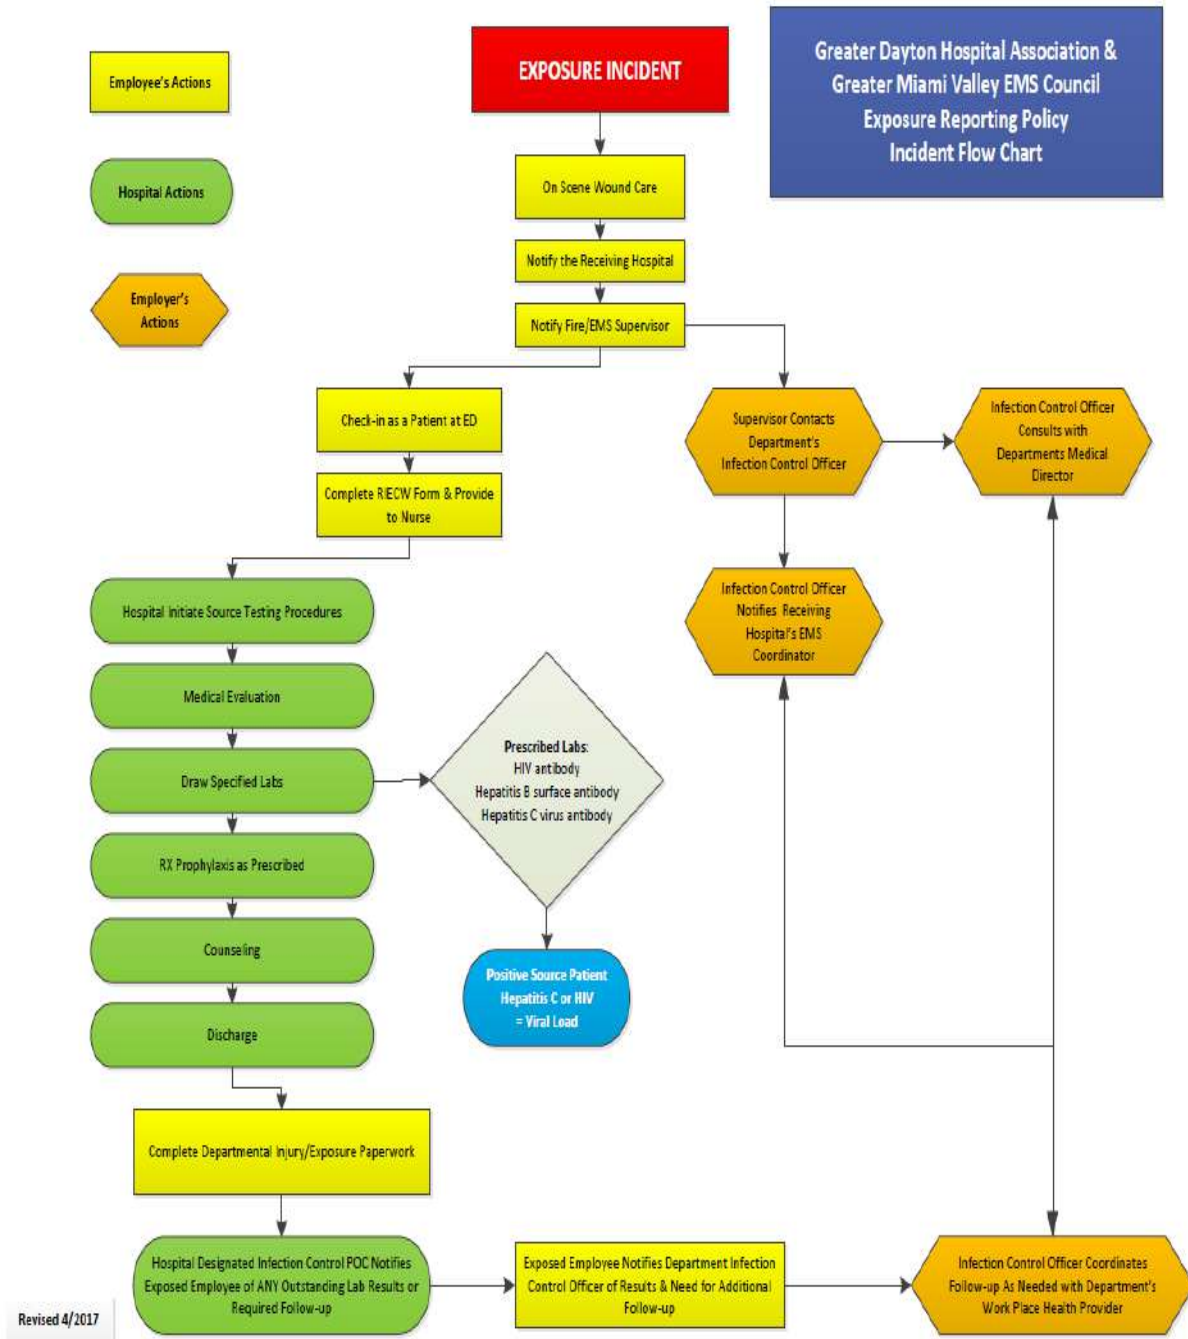 Employee's Actions
Hospital Actions
Employer's
Actions
EXPOSURE INCIDENT
Greater Dayton Hospital Association &
Greater Miami Valley EMS Council
Exposure Reporting Policy
Incident Flow Chart
On Scene Wound Care
Notify the Receiving Hospital
Notify Fire/EMS Supervisor
Check-in as a Patient at ED
Complete RIECW Form & Provide
to Nurse
Supervisor Contacts
Department's
Infection Control Officer
Infection Control Officer
Consults with
Departments Medical
Director
Infection Control Officer
Notifies Receiving
Hospital's EMS
Coordinator
Hospital Initiate Source Testing Procedures
Medical Evaluation
Draw Specified Labs
RX Prophylaxis as Prescribed
Counseling
Discharge
Prescribed Labs:
HIV antibody
Hepatitis B surface antibody
Hepatitis C virus antibody
Positive Source Patient
Hepatitis C or HIV
= Viral Load
Complete Departmental Injury/Exposure Paperwork
Hospital Designated Infection Control POC Notifies
Exposed Employee of ANY Outstanding Lab Results or
Required Follow-up
Exposed Employee Notifies Department Infection
Control Officer of Results & Need for Additional
Follow-up
Infection Control Officer Coordinates
Follow-up As Needed with Department's
Work Place Health Provider
Revised 4/2017